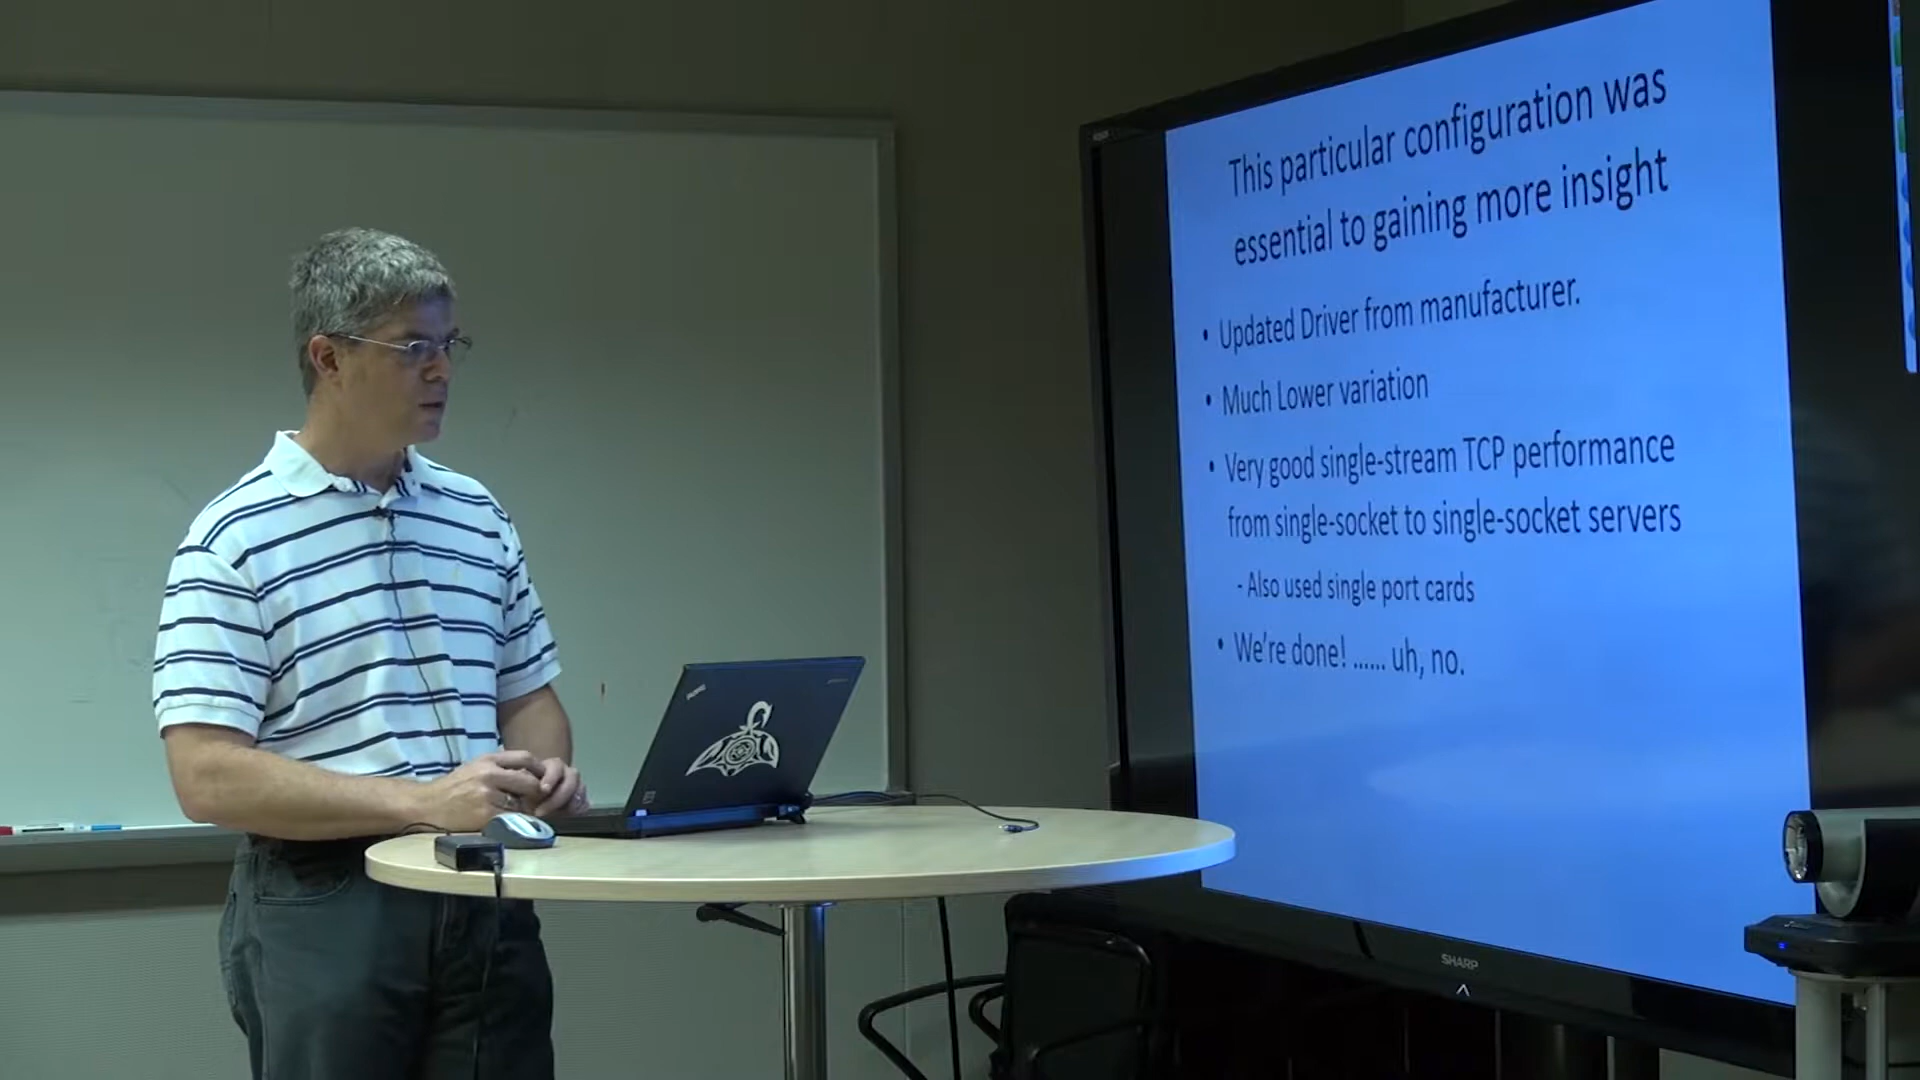 This particular configuration was
essential to gaining more insight
• Updated Driver from manufacturer.
• Much Lower variation
• Very good single-stream TCP performance
from single-socket to single-socket servers
- Also used single port cards
• We're done! ...... uh, no.
SHARP